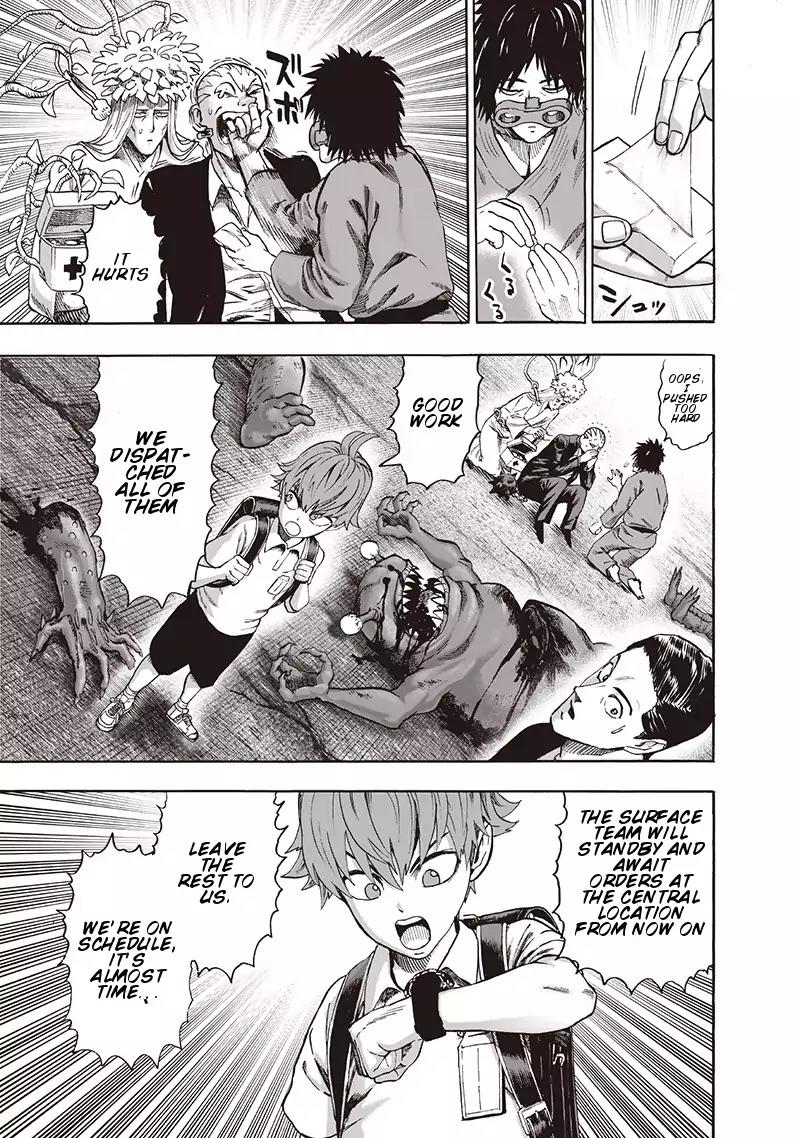 シュッ
くる
くる
ズボ
IT
HURTS
OOPS,
I
PUSHED
TOO
HARD
GOOD
WORK
WE
DISPAT-
CHED
ALL OF
THEM
THE SURFACE
TEAM WILL
STANDBY AND
AWAIT
ORDERS AT
THE CENTRAL
LOCATION
FROM NOW ON
LEAVE
THE
REST TO
US.
WE'RE ON
SCHEDULE,
IT'S
ALMOST
TIME...